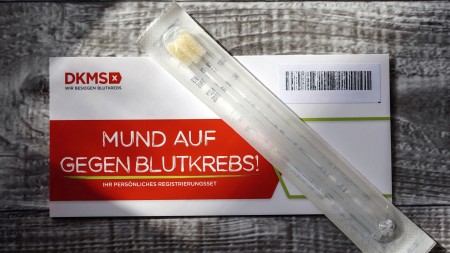 DKMS
WIR BESIEGEN BLUTKREBS
MUND AUF
GEGEN BLUTKREBS!
IHR PERSÖNLICHES REGISTRIERUNGSSET